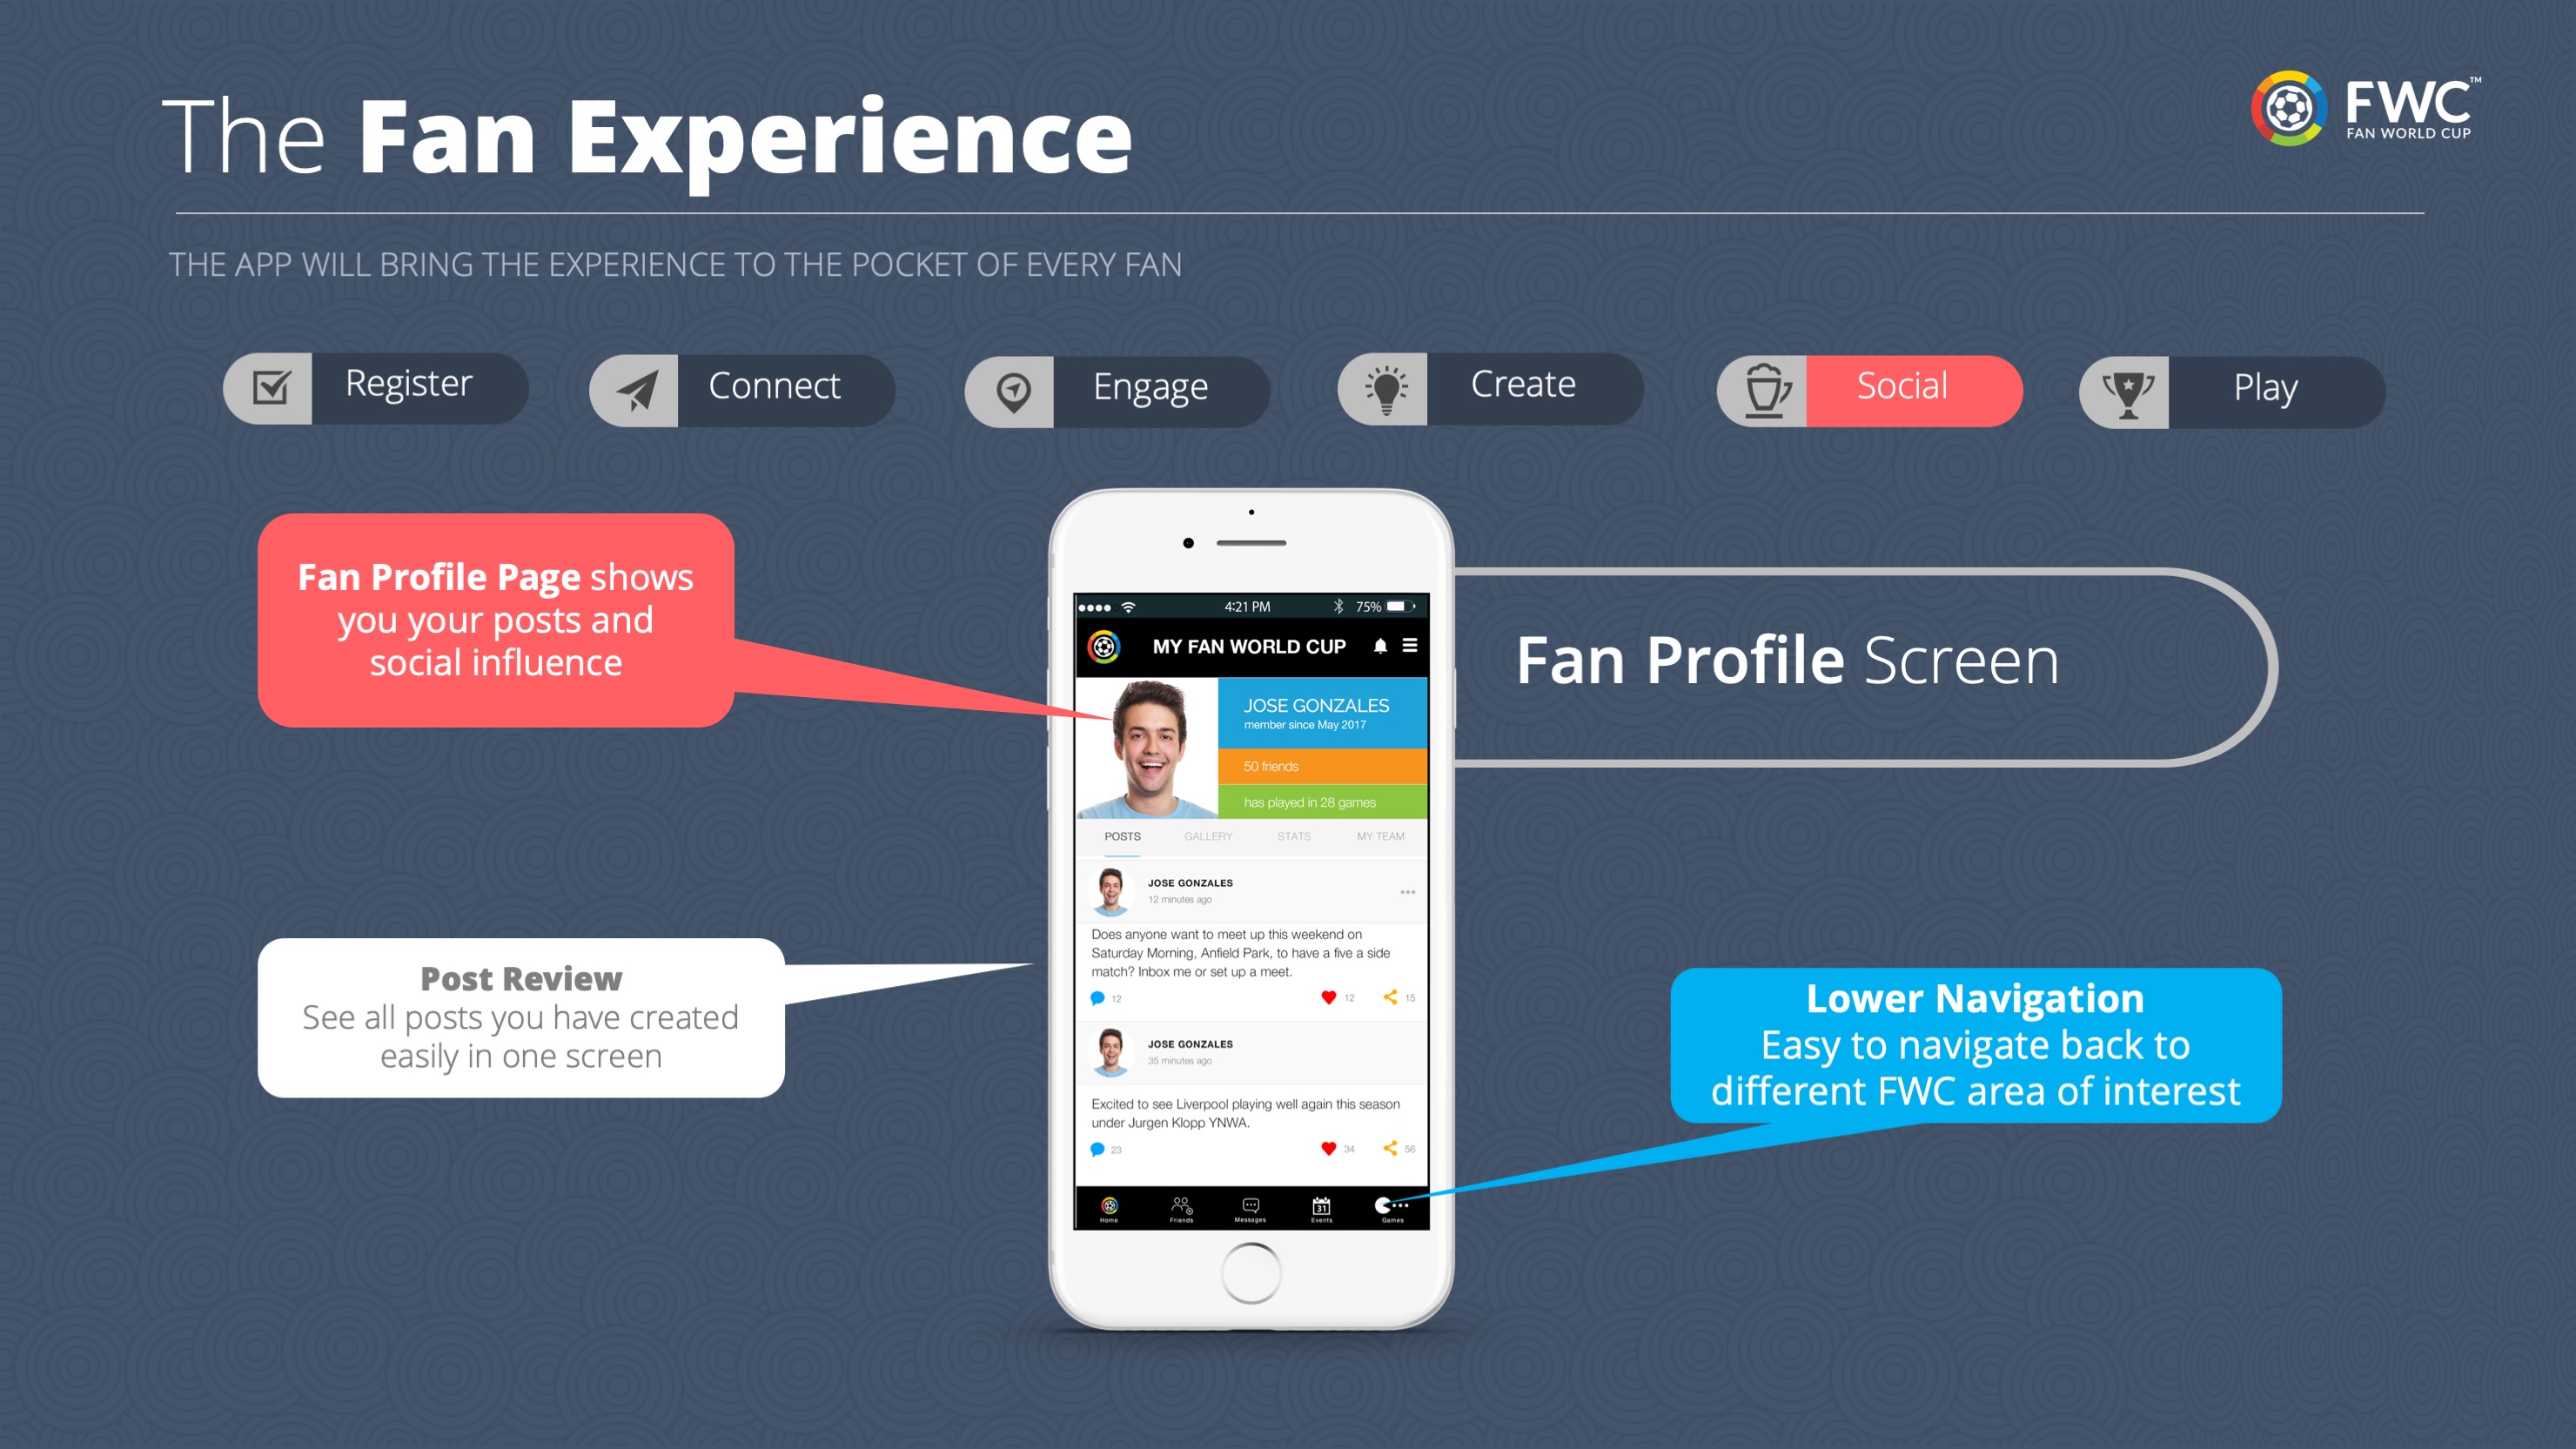 The Fan Experience
FWC™
FAN WORLD CUP
THE APP WILL BRING THE EXPERIENCE TO THE POCKET OF EVERY FAN
Register
Connect
Engage
Create
Social
Play
Fan Profile Page shows
you your posts and
social influence
Fan Profile Screen
4:21 PM
75%
MY FAN WORLD CUP
JOSE GONZALES
member since May 2017
50 friends
has played in 28 games
POSTS GALLERY STATS MY TEAM
JOSE GONZALES
12 minutes ago
Does anyone want to meet up this weekend on
Saturday Morning, Anfield Park, to have a five a side
match? Inbox me or set up a meet.
12 12 15
JOSE GONZALES
35 minutes ago
Excited to see Liverpool playing well again this season
under Jurgen Klopp YNWA.
23 34 56
31
Home Friends Messages Events Games
Post Review
See all posts you have created
easily in one screen
Lower Navigation
Easy to navigate back to
different FWC area of interest